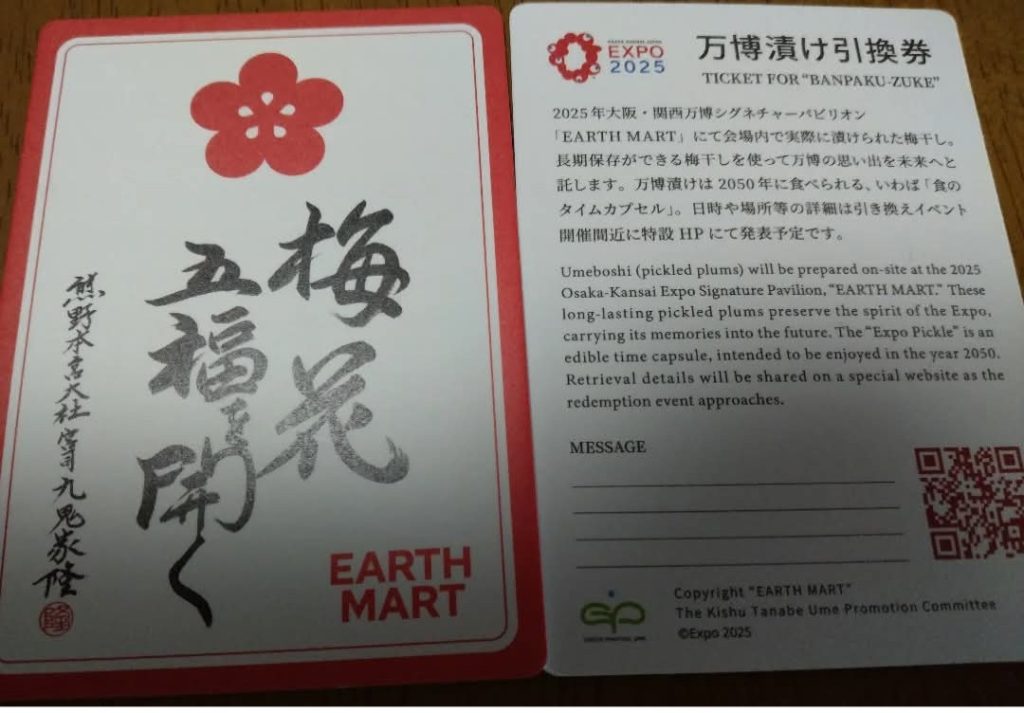 梅花
五福を開く
熊野本宮大社宮司九鬼家隆
EARTH
MART
EXPO
2025
万博漬け引換券
TICKET FOR "BANPAKU-ZUKE"
2025年大阪・関西万博シグネチャーパビリオン
「EARTH MART」にて会場内で実際に漬けられた梅干し。
長期保存ができる梅干しを使って万博の思い出を未来へと
託します。万博漬けは2050年に食べられる、いわば「食の
タイムカプセル」。日時や場所等の詳細は引き換えイベント
開催間近に特設HPにて発表予定です。
Umeboshi (pickled plums) will be prepared on-site at the 2025
Osaka-Kansai Expo Signature Pavilion, "EARTH MART." These
long-lasting pickled plums preserve the spirit of the Expo,
carrying its memories into the future. The "Expo Pickle" is an
edible time capsule, intended to be enjoyed in the year 2050.
Retrieval details will be shared on a special website as the
redemption event approaches.
MESSAGE
Copyright "EARTH MART"
The Kishu Tanabe Ume Promotion Committee
©Expo 2025